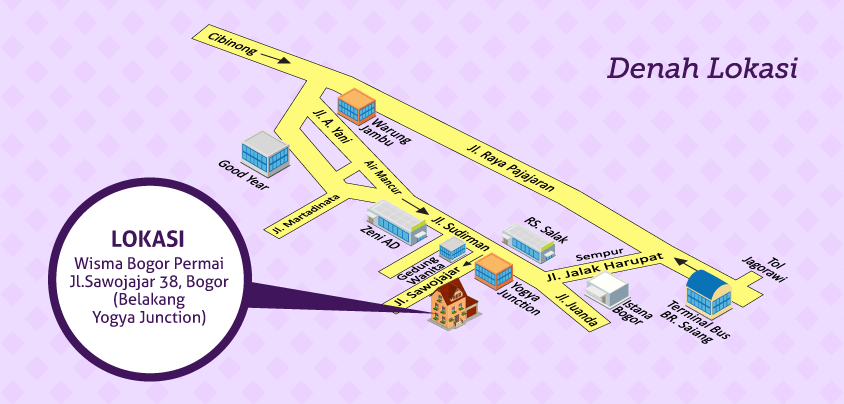 Denah Lokasi
Cibinong
Jl. Raya Pajajaran
Jl. A. Yani
Warung
Jambu
Good Year
Air Mancur
Jl. Martadinata
Zeni AD
Jl. Sudirman
RS. Salak
Gedung
Wanita
Jl. Sawojajar
Yogya
Junction
Sempur
Jl. Jalak Harupat
Jl. Juanda
Istana
Bogor
Terminal Bus
BR. Saiang
Tol
Jagorawi
LOKASI
Wisma Bogor Permai
Jl.Sawojajar 38, Bogor
(Belakang
Yogya Junction)